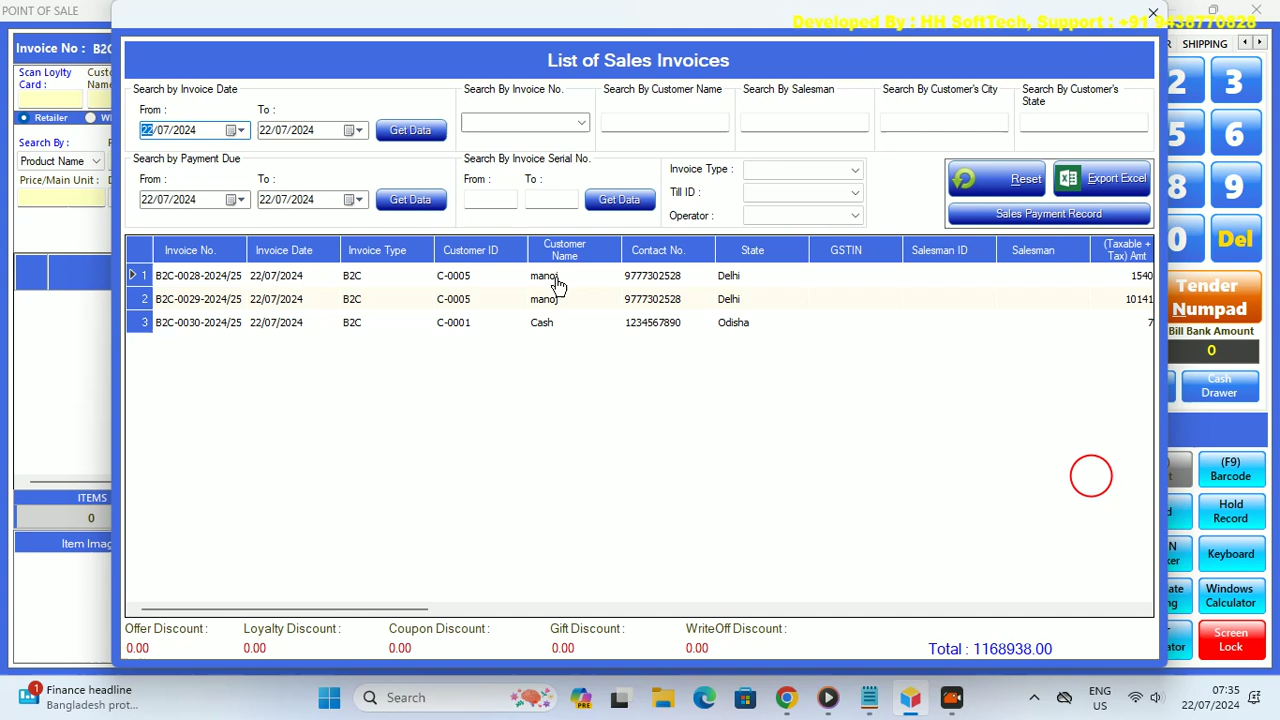 POINT OF SALE
Developed By : HH SoftTech, Support : +91 9438770828
Invoice No : B2C
Scan Loylty
Card :
Custo
Name
Retailer
Search By :
Product Name
Price/Main Unit :
ITEMS
0
Item Imag
List of Sales Invoices
Search by Invoice Date
From :
To :
22/07/2024
22/07/2024
Get Data
Search By Invoice No.
Search By Customer Name
Search By Salesman
Search By Customer's City
Search By Customer's
State
Search by Payment Due
From :
To :
22/07/2024
22/07/2024
Get Data
Search By Invoice Serial No.
From :
To :
Get Data
Invoice Type :
Till ID :
Operator :
Reset
Export Excel
Sales Payment Record
Invoice No. Invoice Date Invoice Type Customer ID Customer Name Contact No. State GSTIN Salesman ID Salesman (Taxable + Tax) Amt
1 B2C-0028-2024/25 22/07/2024 B2C C-0005 manoj 9777302528 Delhi 1540
2 B2C-0029-2024/25 22/07/2024 B2C C-0005 manoj 9777302528 Delhi 10141
3 B2C-0030-2024/25 22/07/2024 B2C C-0001 Cash 1234567890 Odisha 7
Offer Discount : Loyalty Discount : Coupon Discount : Gift Discount : WriteOff Discount :
0.00 0.00 0.00 0.00 0.00
Total : 1168938.00
R SHIPPING
2 3
5 6
8 9
0 Del
Tender
Numpad
Bill Bank Amount
0
Cash
Drawer
(F9)
Barcode
Hold
Record
Keyboard
Windows
Calculator
Screen
Lock
1
Finance headline
Bangladesh prot...
Search
PRE
ENG
US
07:35
22/07/2024